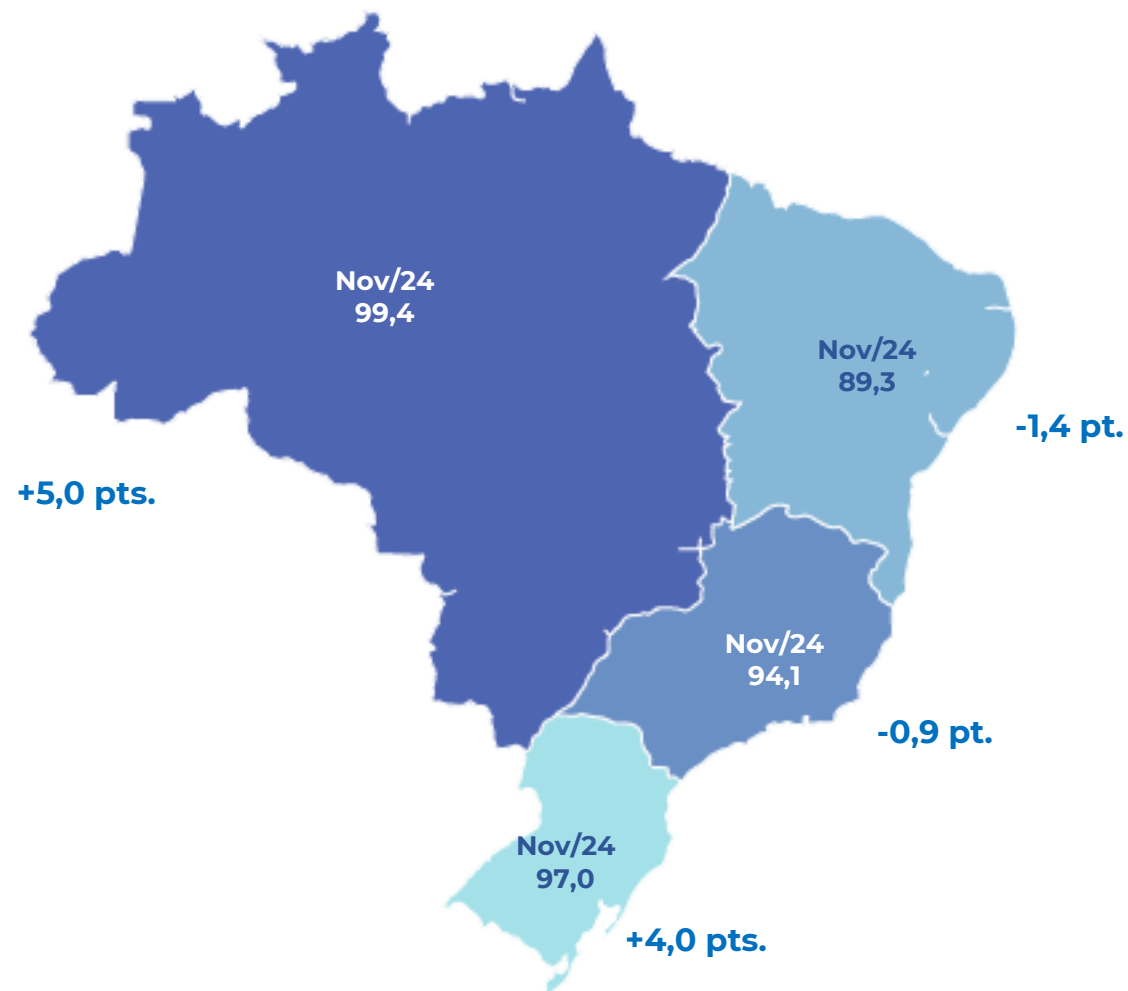 Nov/24
99,4
Nov/24
89,3
-1,4 pt.
+5,0 pts.
Nov/24
94,1
-0,9 pt.
Nov/24
97,0
+4,0 pts.